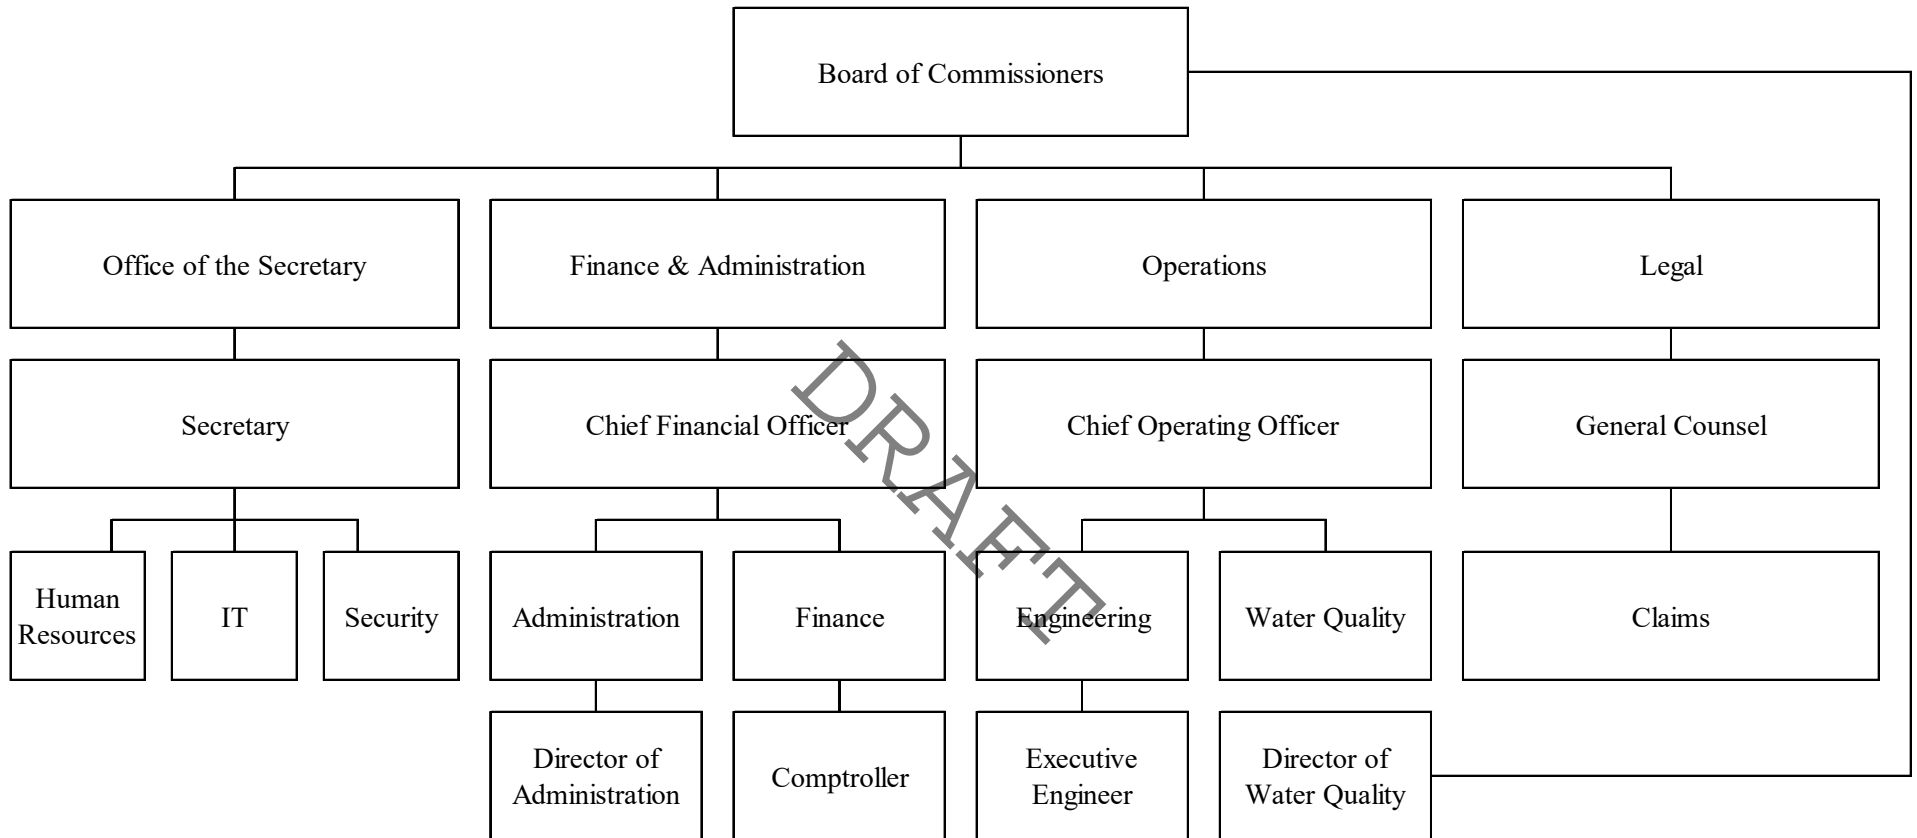 Board of Commissioners
Office of the Secretary
Finance & Administration
Operations
Legal
Secretary
Chief Financial Officer
Chief Operating Officer
General Counsel
Human
Resources
IT
Security
Administration
Finance
Engineering
Water Quality
Claims
Director of
Administration
Comptroller
Executive
Engineer
Director of
Water Quality
DRAFT